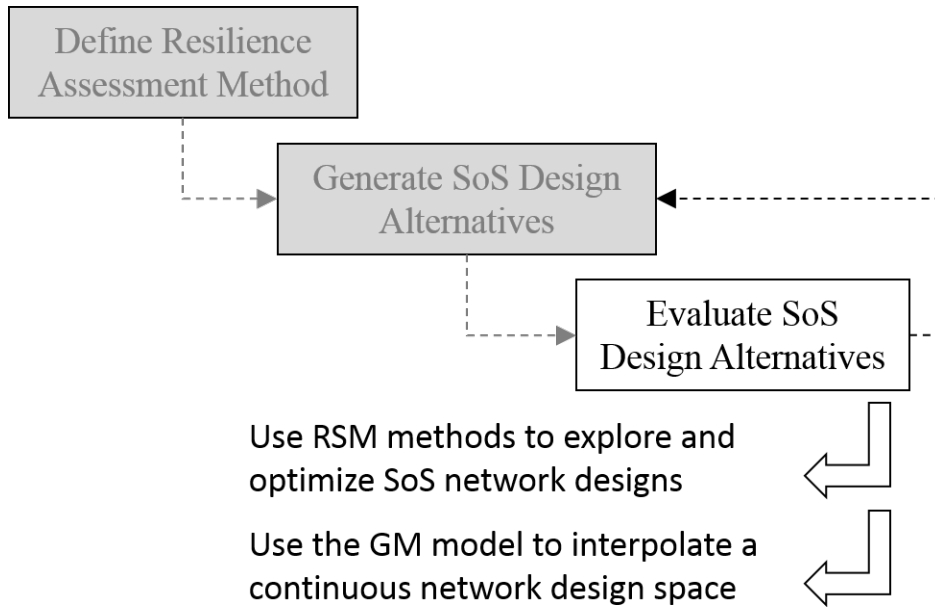 Define Resilience
Assessment Method
Generate SoS Design
Alternatives
Evaluate SoS
Design Alternatives
Use RSM methods to explore and
optimize SoS network designs
Use the GM model to interpolate a
continuous network design space